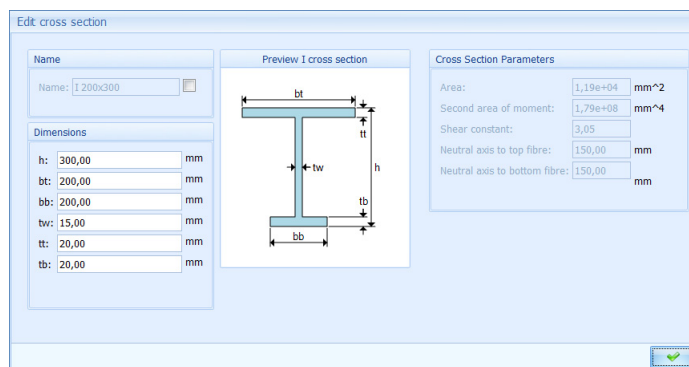 Edit cross section
Name
Name: I 200x300
Dimensions
h: 300,00 mm
bt: 200,00 mm
bb: 200,00 mm
tw: 15,00 mm
tt: 20,00 mm
tb: 20,00 mm
Preview I cross section
bt
tt
tw
h
tb
bb
Cross Section Parameters
Area: 1,19e+04 mm^2
Second area of moment: 1,79e+08 mm^4
Shear constant: 3,05
Neutral axis to top fibre: 150,00 mm
Neutral axis to bottom fibre: 150,00 mm